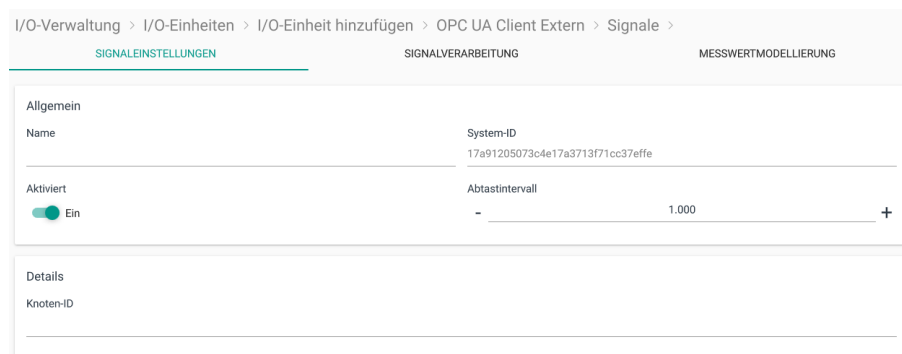 I/O-Verwaltung > I/O-Einheiten > I/O-Einheit hinzufügen > OPC UA Client Extern > Signale >
SIGNALEINSTELLUNGEN SIGNALVERARBEITUNG MESSWERTMODELLIERUNG
Allgemein
Name System-ID
17a91205073c4e17a3713f71cc37effe
Aktiviert Abtastintervall
Ein - 1.000 +
Details
Knoten-ID